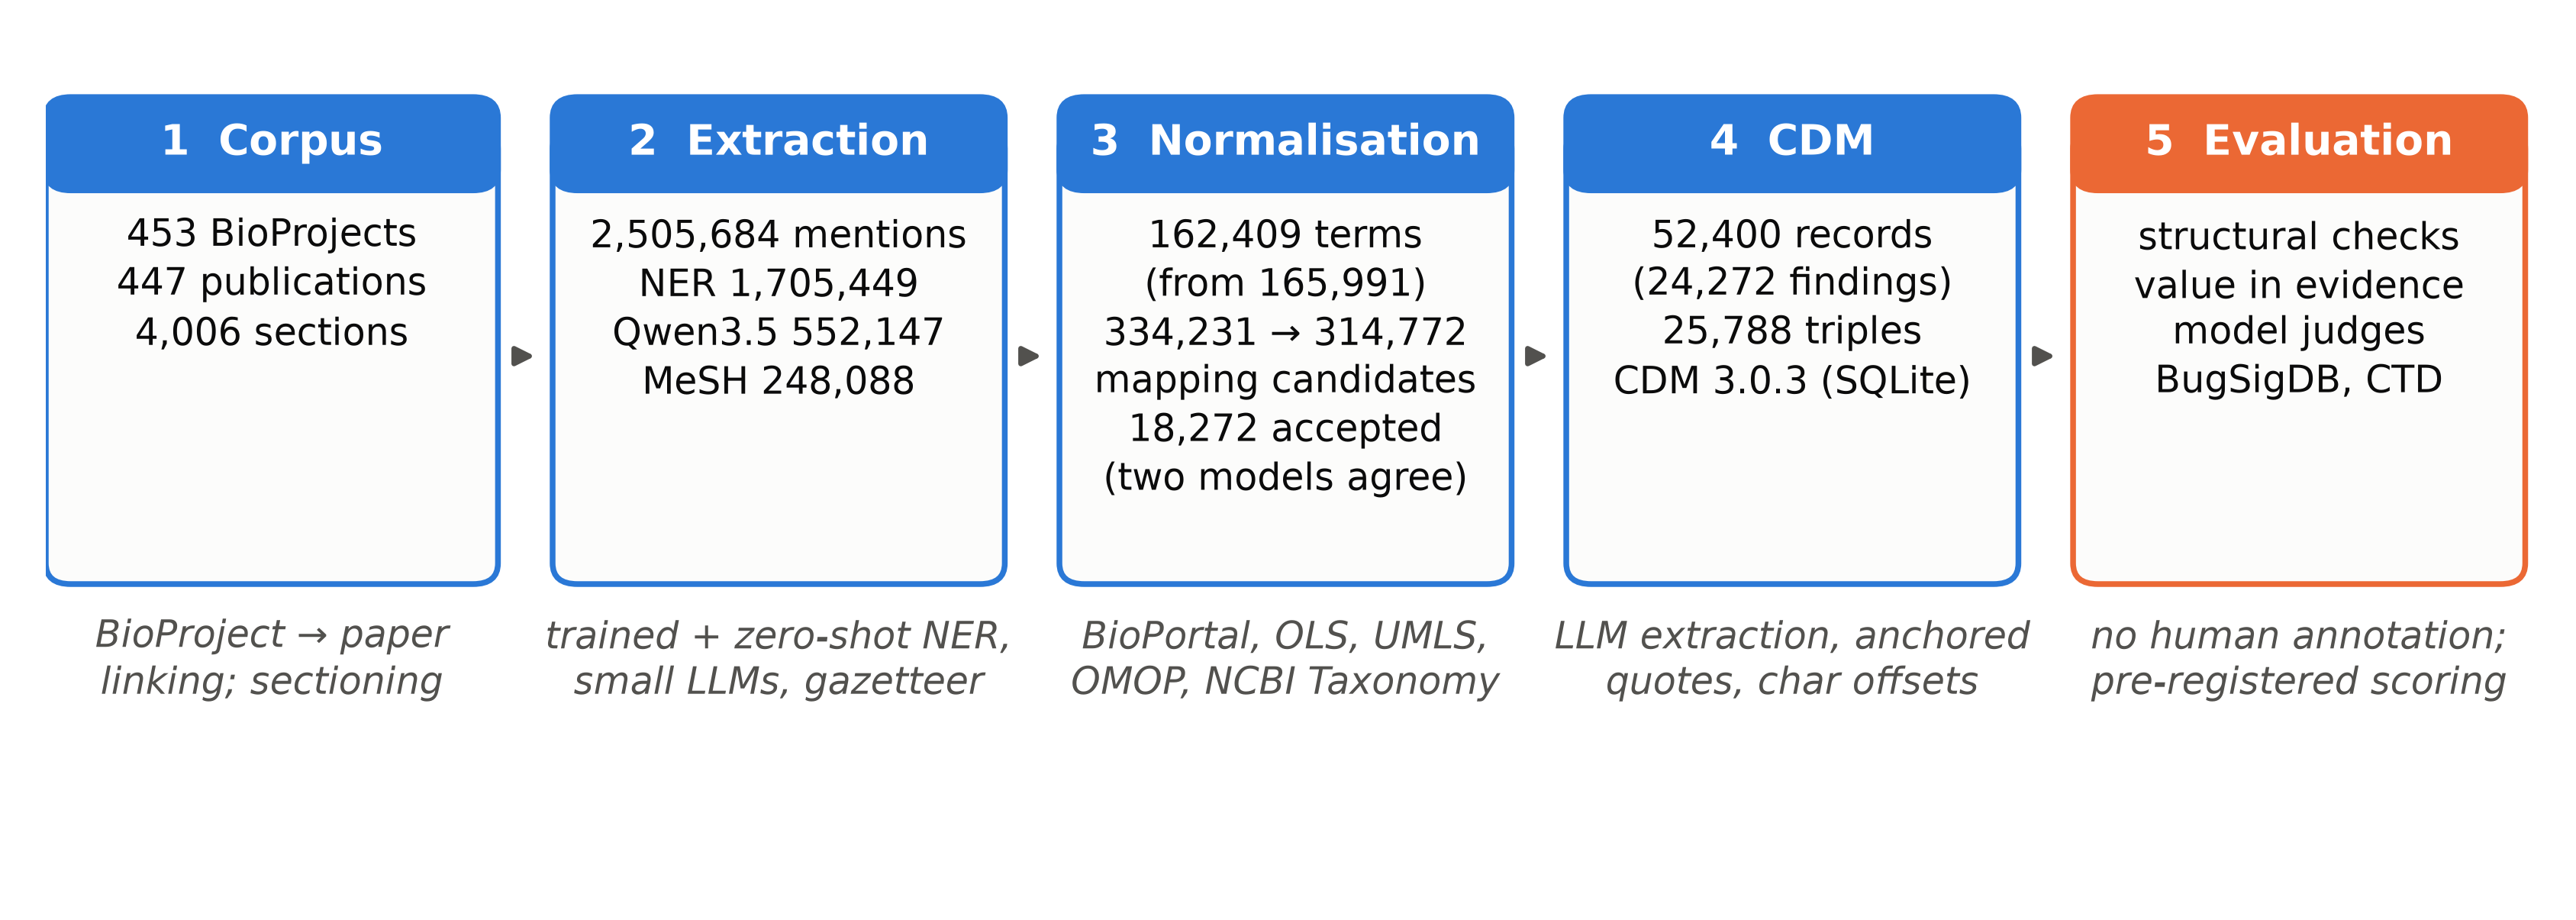 1 Corpus
453 BioProjects
447 publications
4,006 sections
BioProject → paper
linking; sectioning
2 Extraction
2,505,684 mentions
NER 1,705,449
Qwen3.5 552,147
MeSH 248,088
trained + zero-shot NER,
small LLMs, gazetteer
3 Normalisation
162,409 terms
(from 165,991)
334,231 → 314,772
mapping candidates
18,272 accepted
(two models agree)
BioPortal, OLS, UMLS,
OMOP, NCBI Taxonomy
4 CDM
52,400 records
(24,272 findings)
25,788 triples
CDM 3.0.3 (SQLite)
LLM extraction, anchored
quotes, char offsets
5 Evaluation
structural checks
value in evidence
model judges
BugSigDB, CTD
no human annotation;
pre-registered scoring